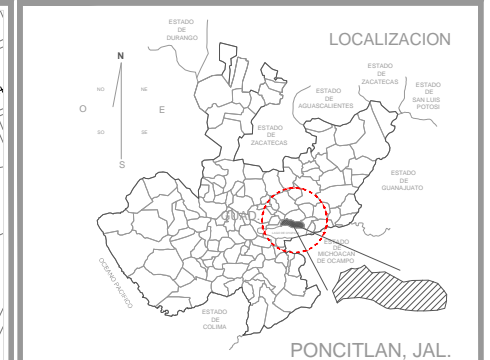 LOCALIZACION
ESTADO
DE
DURANGO
N
NO
NE
O
E
SO
SE
S
ESTADO
DE
ZACATECAS
ESTADO
DE
AGUASCALIENTES
ESTADO
DE
SAN LUIS
POTOSI
ESTADO
DE
ZACATECAS
ESTADO
DE
GUANAJUATO
GUAD.
ESTADO
DE
MICHOACAN
DE OCAMPO
OCEANO PACIFICO
ESTADO
DE
COLIMA
PONCITLAN, JAL.